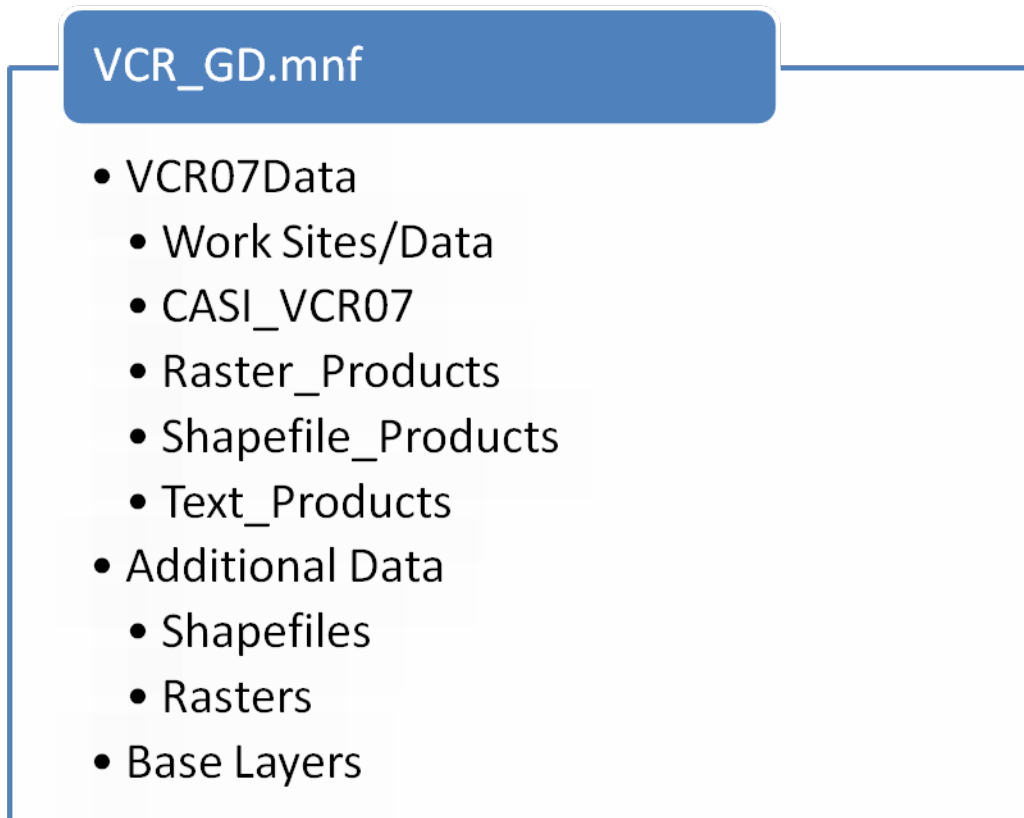 VCR_GD.mnf
• VCR07Data
• Work Sites/Data
• CASI_VCR07
• Raster_Products
• Shapefile_Products
• Text_Products
• Additional Data
• Shapefiles
• Rasters
• Base Layers